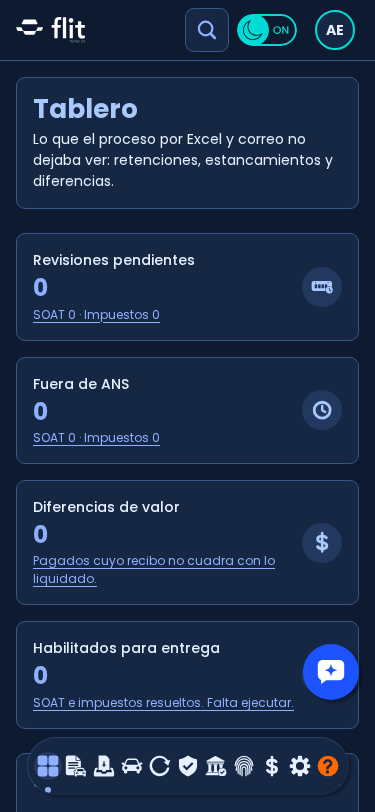 flit
ON
AE
Tablero
Lo que el proceso por Excel y correo no
dejaba ver: retenciones, estancamientos y
diferencias.
Revisiones pendientes
0
SOAT 0 · Impuestos 0
Fuera de ANS
0
SOAT 0 · Impuestos 0
Diferencias de valor
0
Pagados cuyo recibo no cuadra con lo
liquidado.
Habilitados para entrega
0
SOAT e impuestos resueltos. Falta ejecutar.